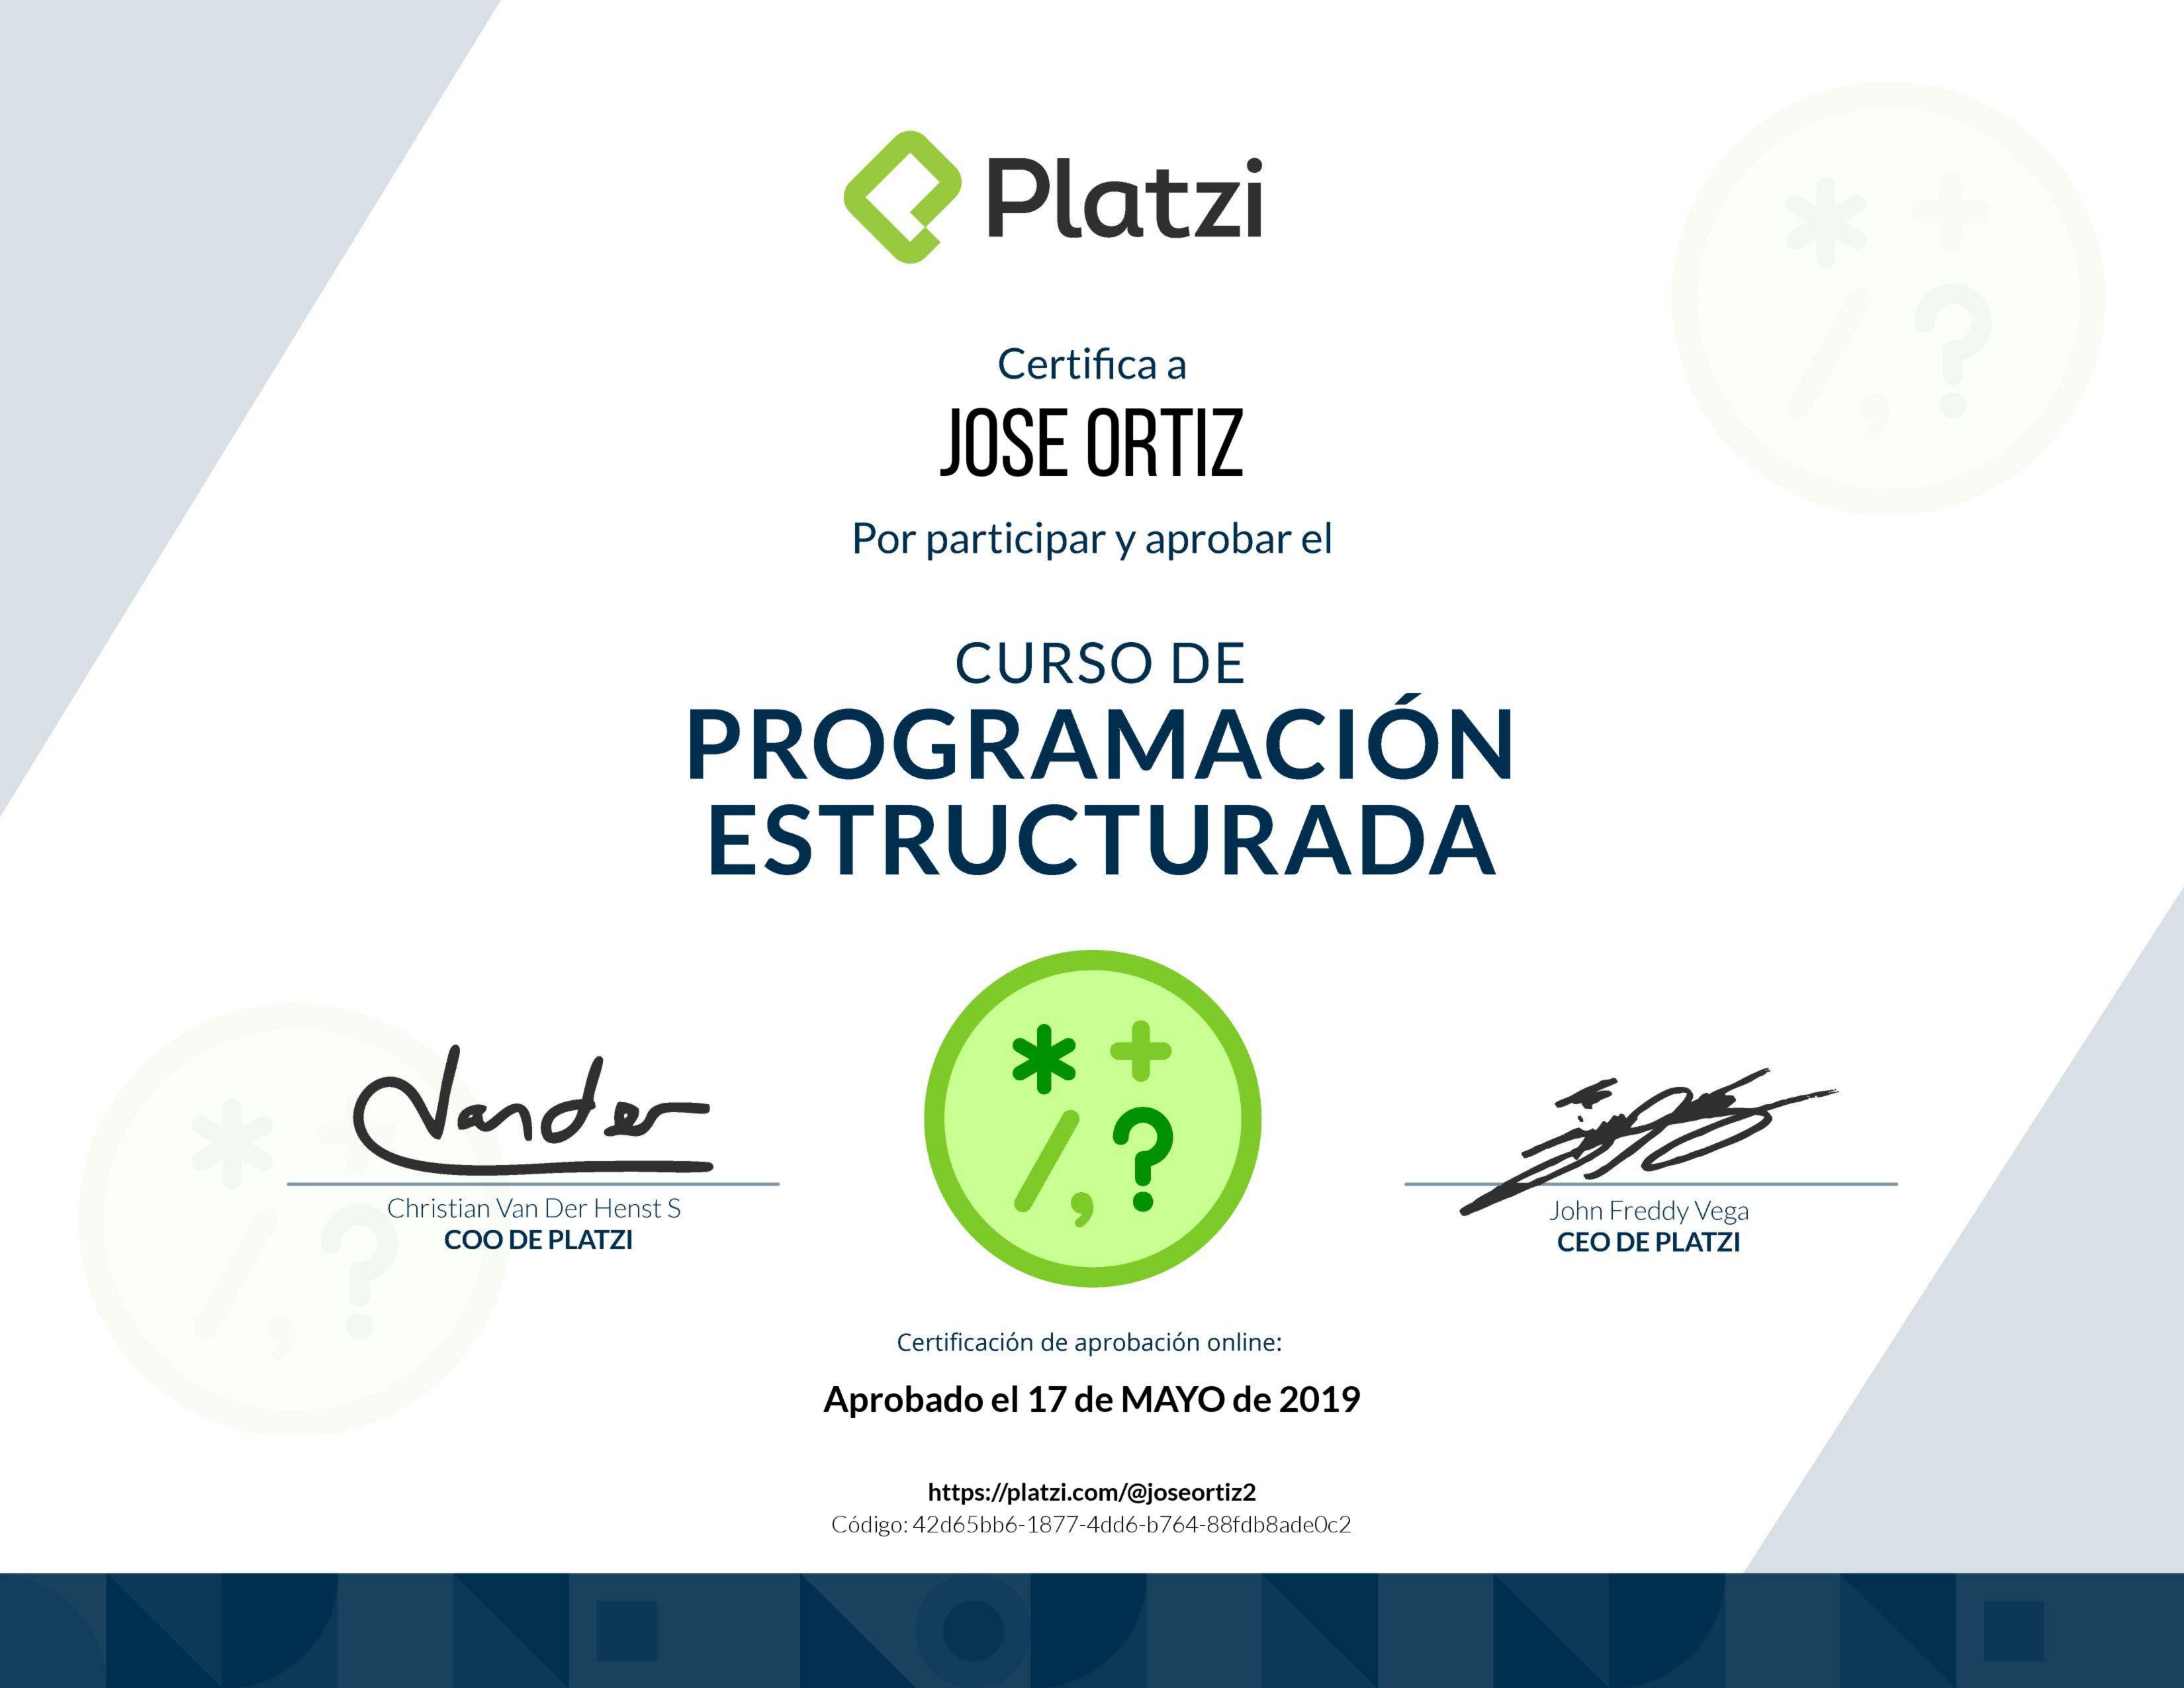 Platzi
Certifica a
JOSE ORTIZ
Por participar y aprobar el
CURSO DE
PROGRAMACIÓN
ESTRUCTURADA
Vander
Christian Van Der Henst S
COO DE PLATZI
John Freddy Vega
CEO DE PLATZI
Certificación de aprobación online:
Aprobado el 17 de MAYO de 2019
https://platzi.com/@joseortiz2
Código: 42d65bb6-1877-4dd6-b764-88fdb8ade0c2